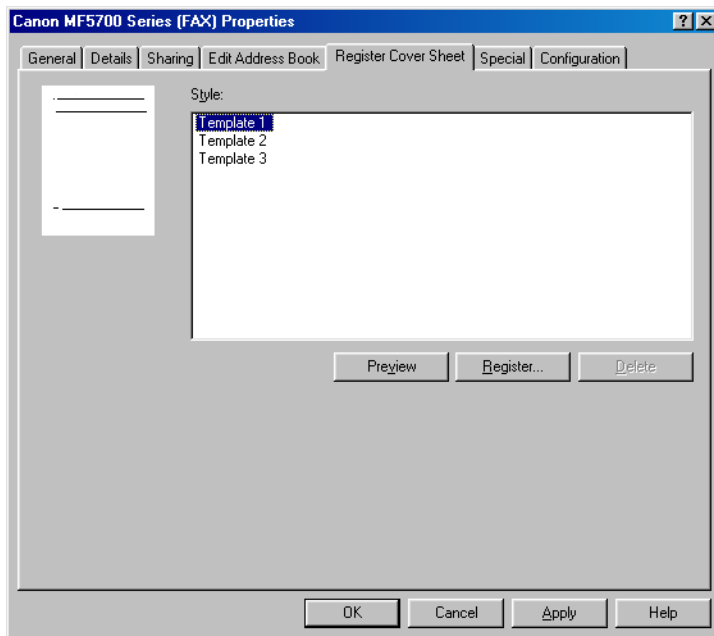 Canon MF5700 Series (FAX) Properties
General Details Sharing Edit Address Book Register Cover Sheet Special Configuration
Style:
Template 1
Template 2
Template 3
Preview Register... Delete
OK Cancel Apply Help